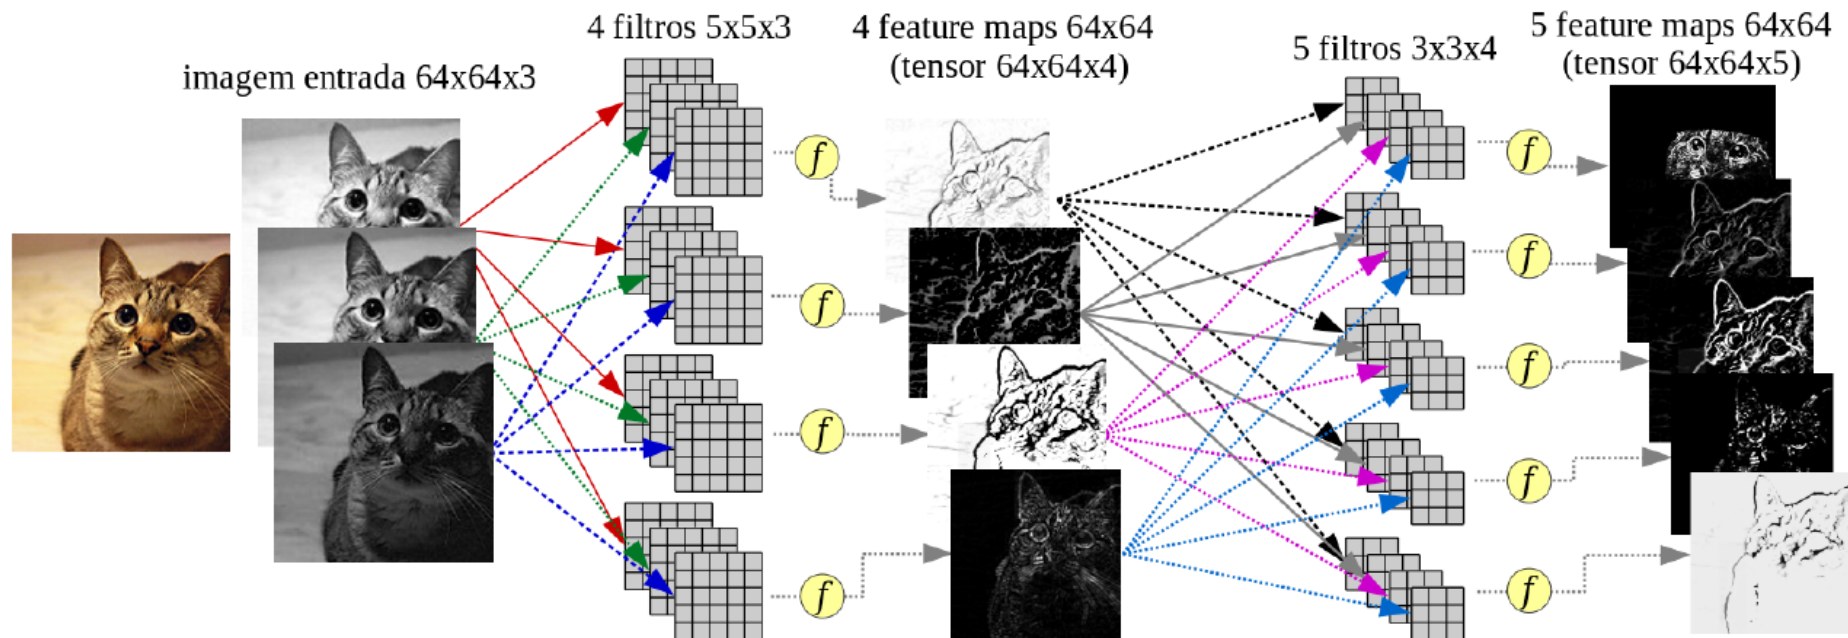 imagem entrada 64x64x3
4 filtros 5x5x3
4 feature maps 64x64
(tensor 64x64x4)
5 filtros 3x3x4
5 feature maps 64x64
(tensor 64x64x5)
f
f
f
f
f
f
f
f
f